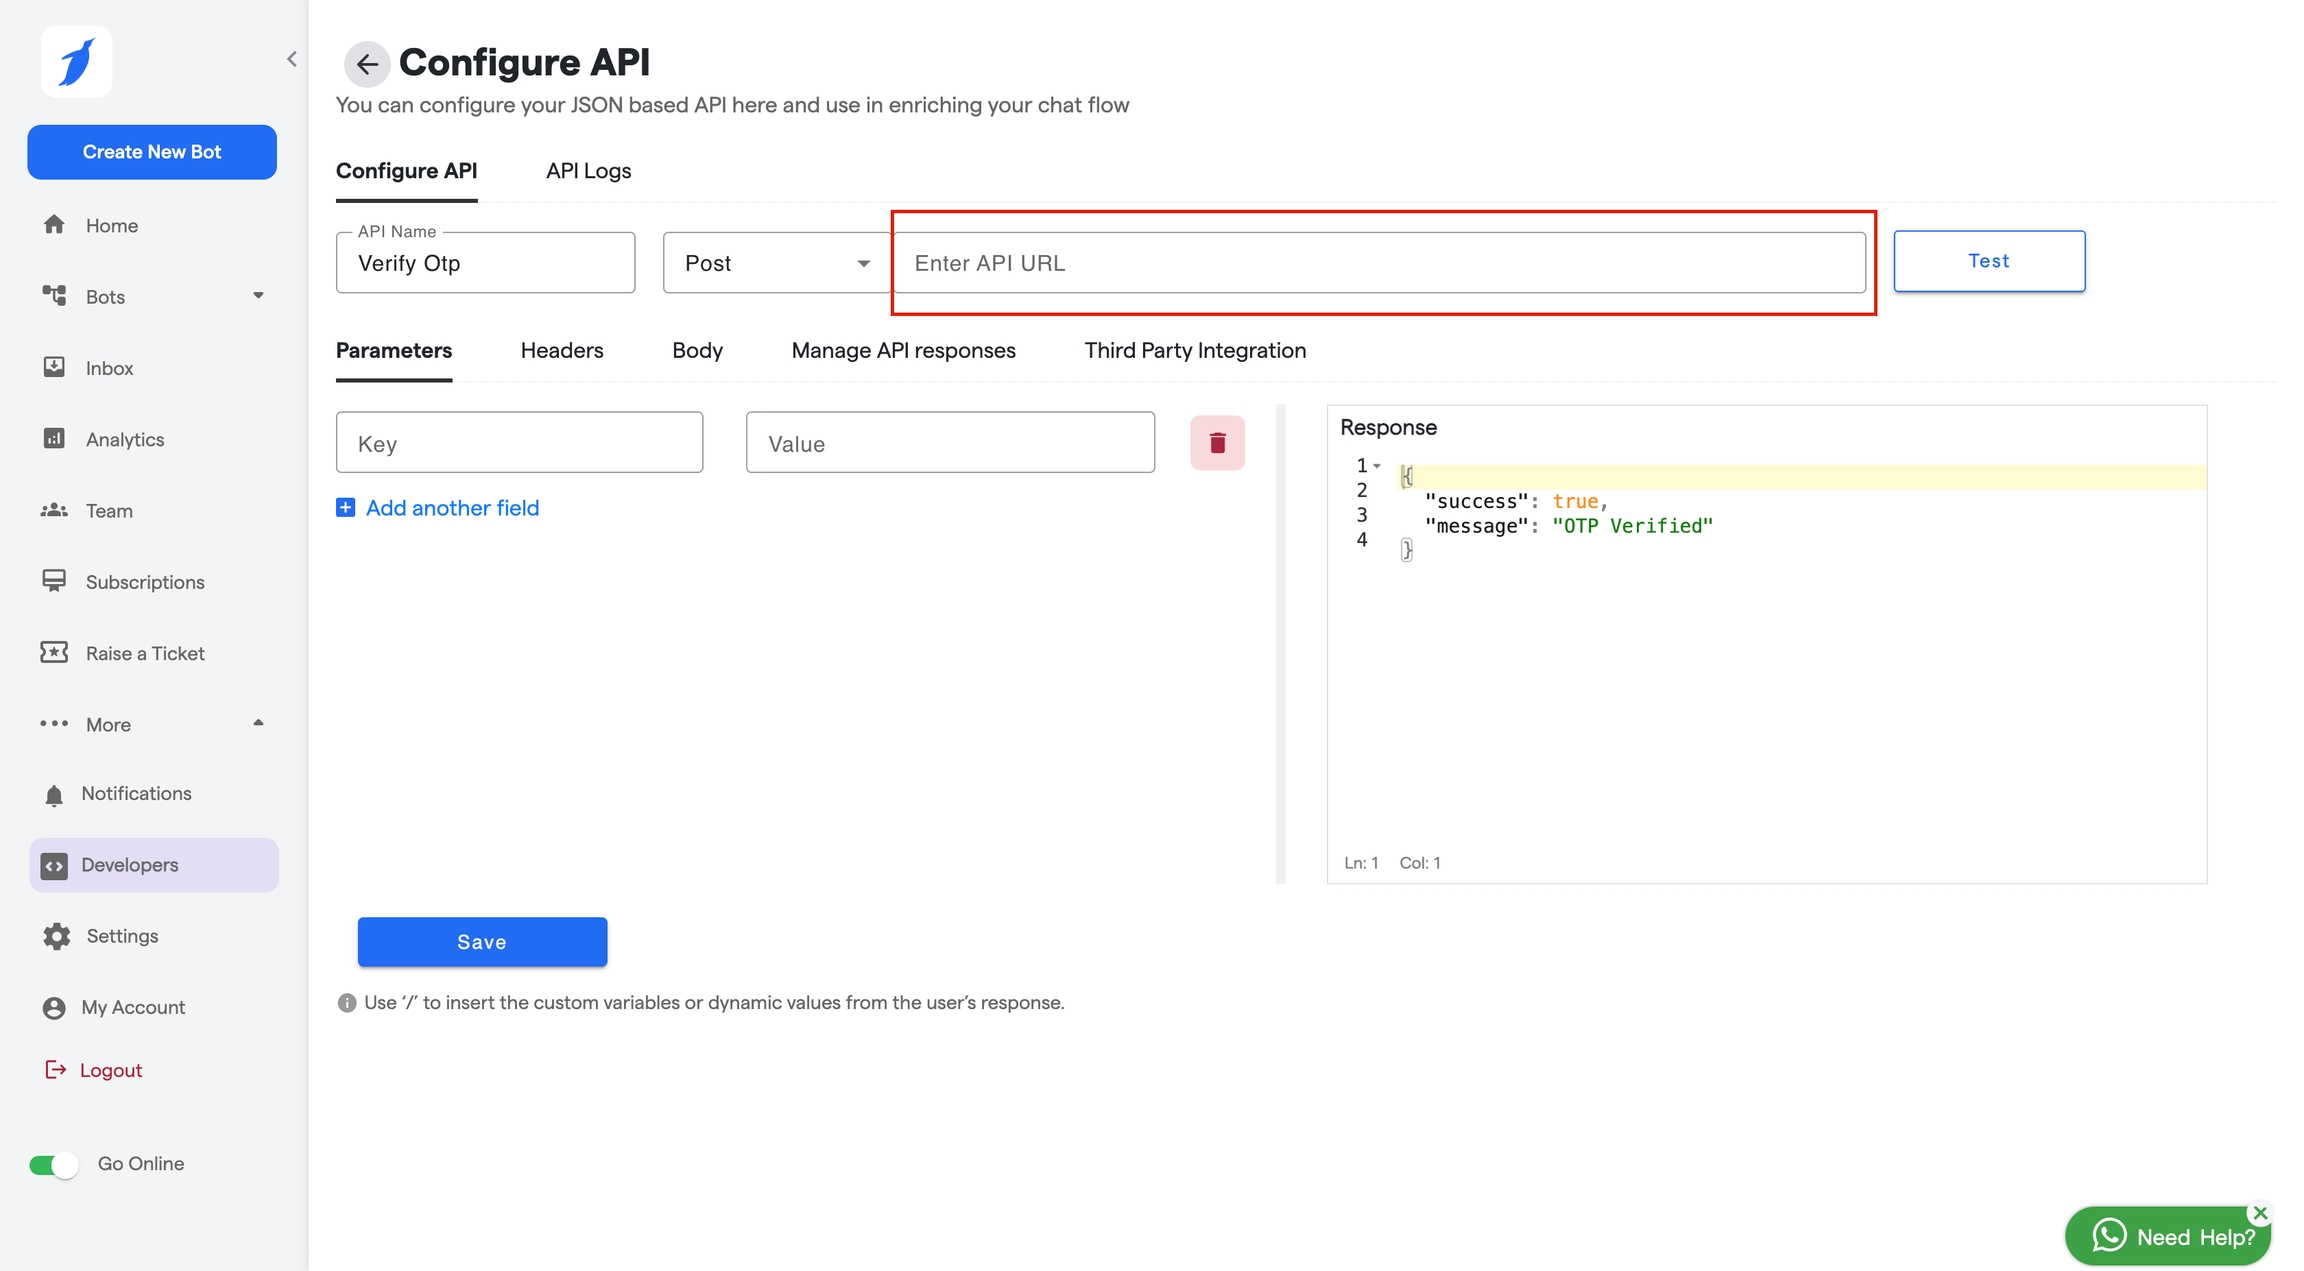 Create New Bot
Home
Bots
Inbox
Analytics
Team
Subscriptions
Raise a Ticket
More
Notifications
Developers
Settings
My Account
Logout
Go Online
Configure API
You can configure your JSON based API here and use in enriching your chat flow
Configure API
API Logs
API Name
Verify Otp
Post
Enter API URL
Test
Parameters
Headers
Body
Manage API responses
Third Party Integration
Key
Value
Add another field
Response
1 {
2 "success": true,
3 "message": "OTP Verified"
4 }
Ln: 1 Col: 1
Save
Use ‘/’ to insert the custom variables or dynamic values from the user’s response.
Need Help?